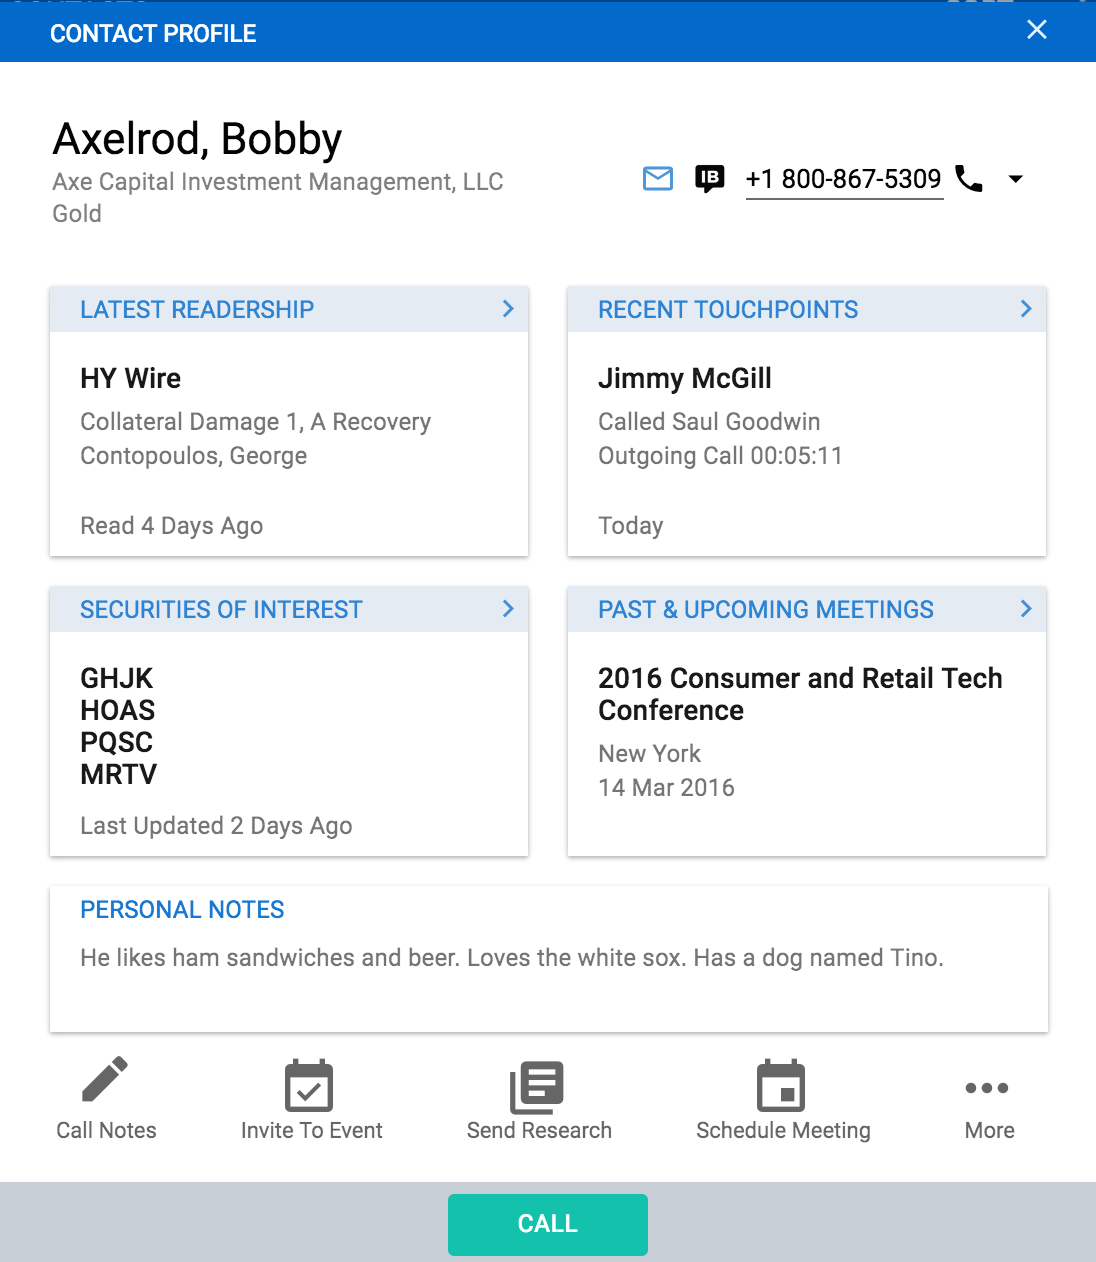 CONTACT PROFILE
Axelrod, Bobby
Axe Capital Investment Management, LLC
Gold
IB
+1 800-867-5309
LATEST READERSHIP
HY Wire
Collateral Damage 1, A Recovery
Contopoulos, George
Read 4 Days Ago
RECENT TOUCHPOINTS
Jimmy McGill
Called Saul Goodwin
Outgoing Call 00:05:11
Today
SECURITIES OF INTEREST
GHJK
HOAS
PQSC
MRTV
Last Updated 2 Days Ago
PAST & UPCOMING MEETINGS
2016 Consumer and Retail Tech
Conference
New York
14 Mar 2016
PERSONAL NOTES
He likes ham sandwiches and beer. Loves the white sox. Has a dog named Tino.
Call Notes
Invite To Event
Send Research
Schedule Meeting
More
CALL